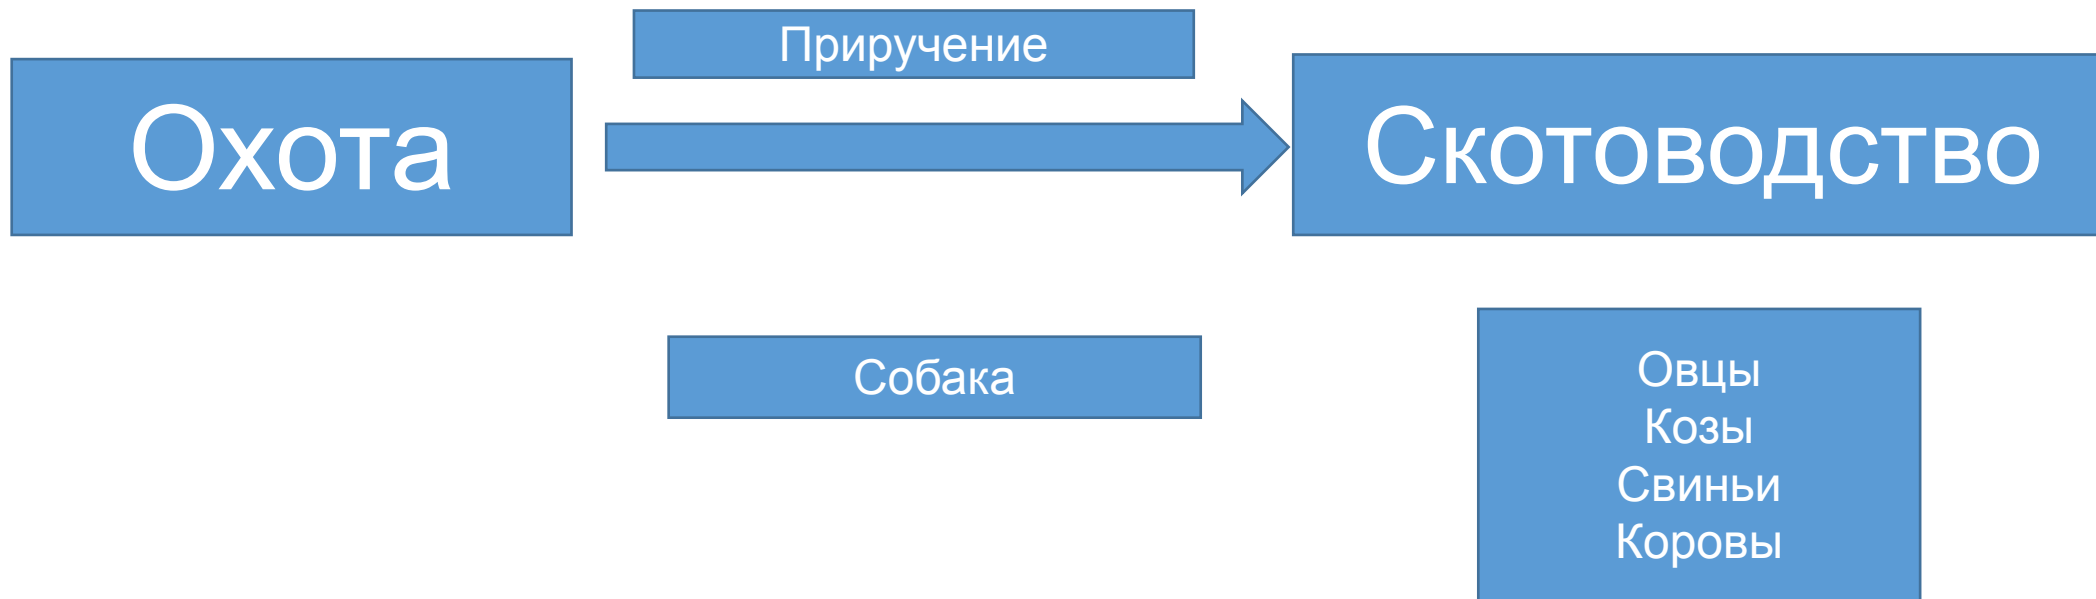 Приручение
Охота
Скотоводство
Собака
Овцы
Козы
Свиньи
Коровы